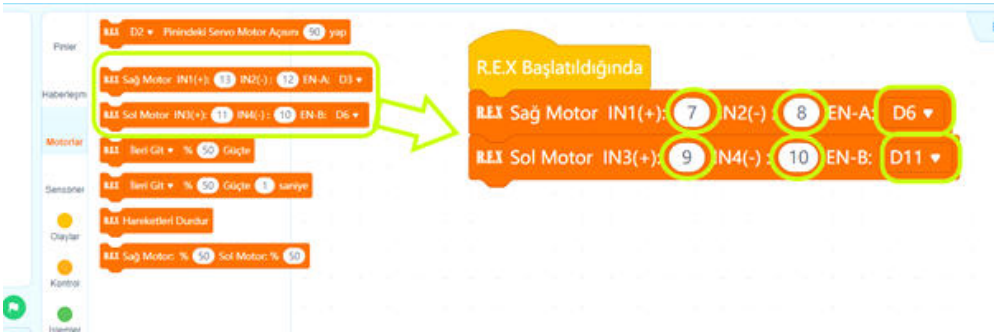 Pinler
Haberleşm
Motorlar
Sensörler
Olaylar
Kontrol
İşlemler
R.E.X D2 ▾ Pinindeki Servo Motor Açısını 90 yap
R.E.X Sağ Motor IN1(+): 13 IN2(-) : 12 EN-A: D3 ▾
R.E.X Sol Motor IN3(+): 11 IN4(-) : 10 EN-B: D6 ▾
R.E.X İleri Git ▾ % 50 Güçte
R.E.X İleri Git ▾ % 50 Güçte 1 saniye
R.E.X Hareketleri Durdur
R.E.X Sağ Motor: % 50 Sol Motor: % 50
R.E.X Başlatıldığında
R.E.X Sağ Motor IN1(+): 7 IN2(-) : 8 EN-A: D6 ▾
R.E.X Sol Motor IN3(+): 9 IN4(-) : 10 EN-B: D11 ▾